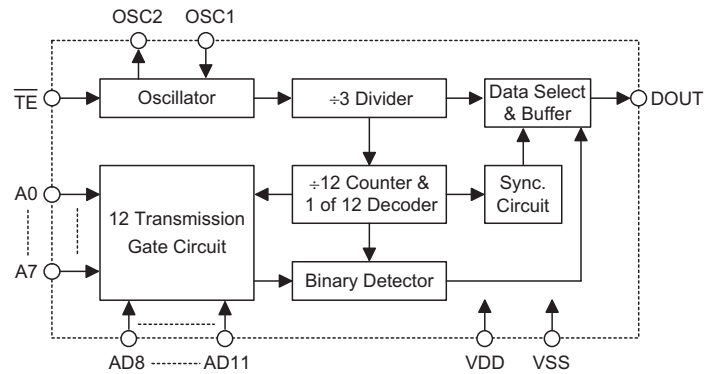 OSC2 OSC1
TE
Oscillator
÷3 Divider
Data Select
& Buffer
DOUT
A0
A7
12 Transmission
Gate Circuit
÷12 Counter &
1 of 12 Decoder
Sync.
Circuit
Binary Detector
AD8 AD11
VDD VSS